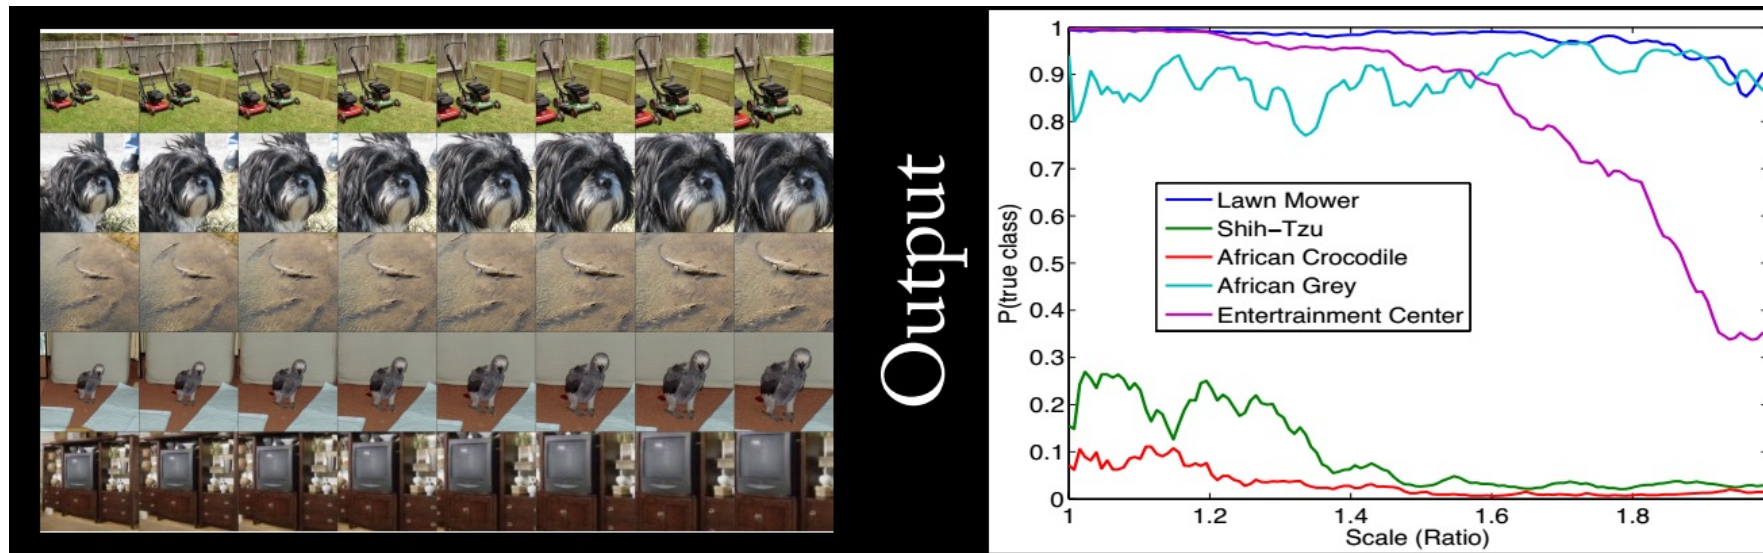 Output
P(true class)
1
0.9
0.8
0.7
0.6
0.5
0.4
0.3
0.2
0.1
0
Lawn Mower
Shih-Tzu
African Crocodile
African Grey
Entertrainment Center
1 1.2 1.4 1.6 1.8
Scale (Ratio)